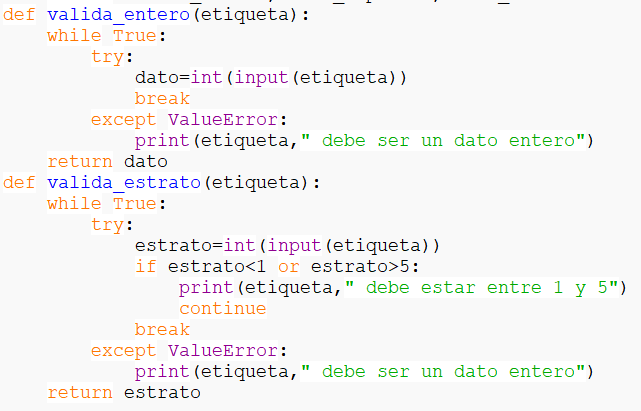 def valida_entero(etiqueta):
    while True:
        try:
            dato=int(input(etiqueta))
            break
        except ValueError:
            print(etiqueta," debe ser un dato entero")
    return dato
def valida_estrato(etiqueta):
    while True:
        try:
            estrato=int(input(etiqueta))
            if estrato<1 or estrato>5:
                print(etiqueta," debe estar entre 1 y 5")
                continue
            break
        except ValueError:
            print(etiqueta," debe ser un dato entero")
    return estrato